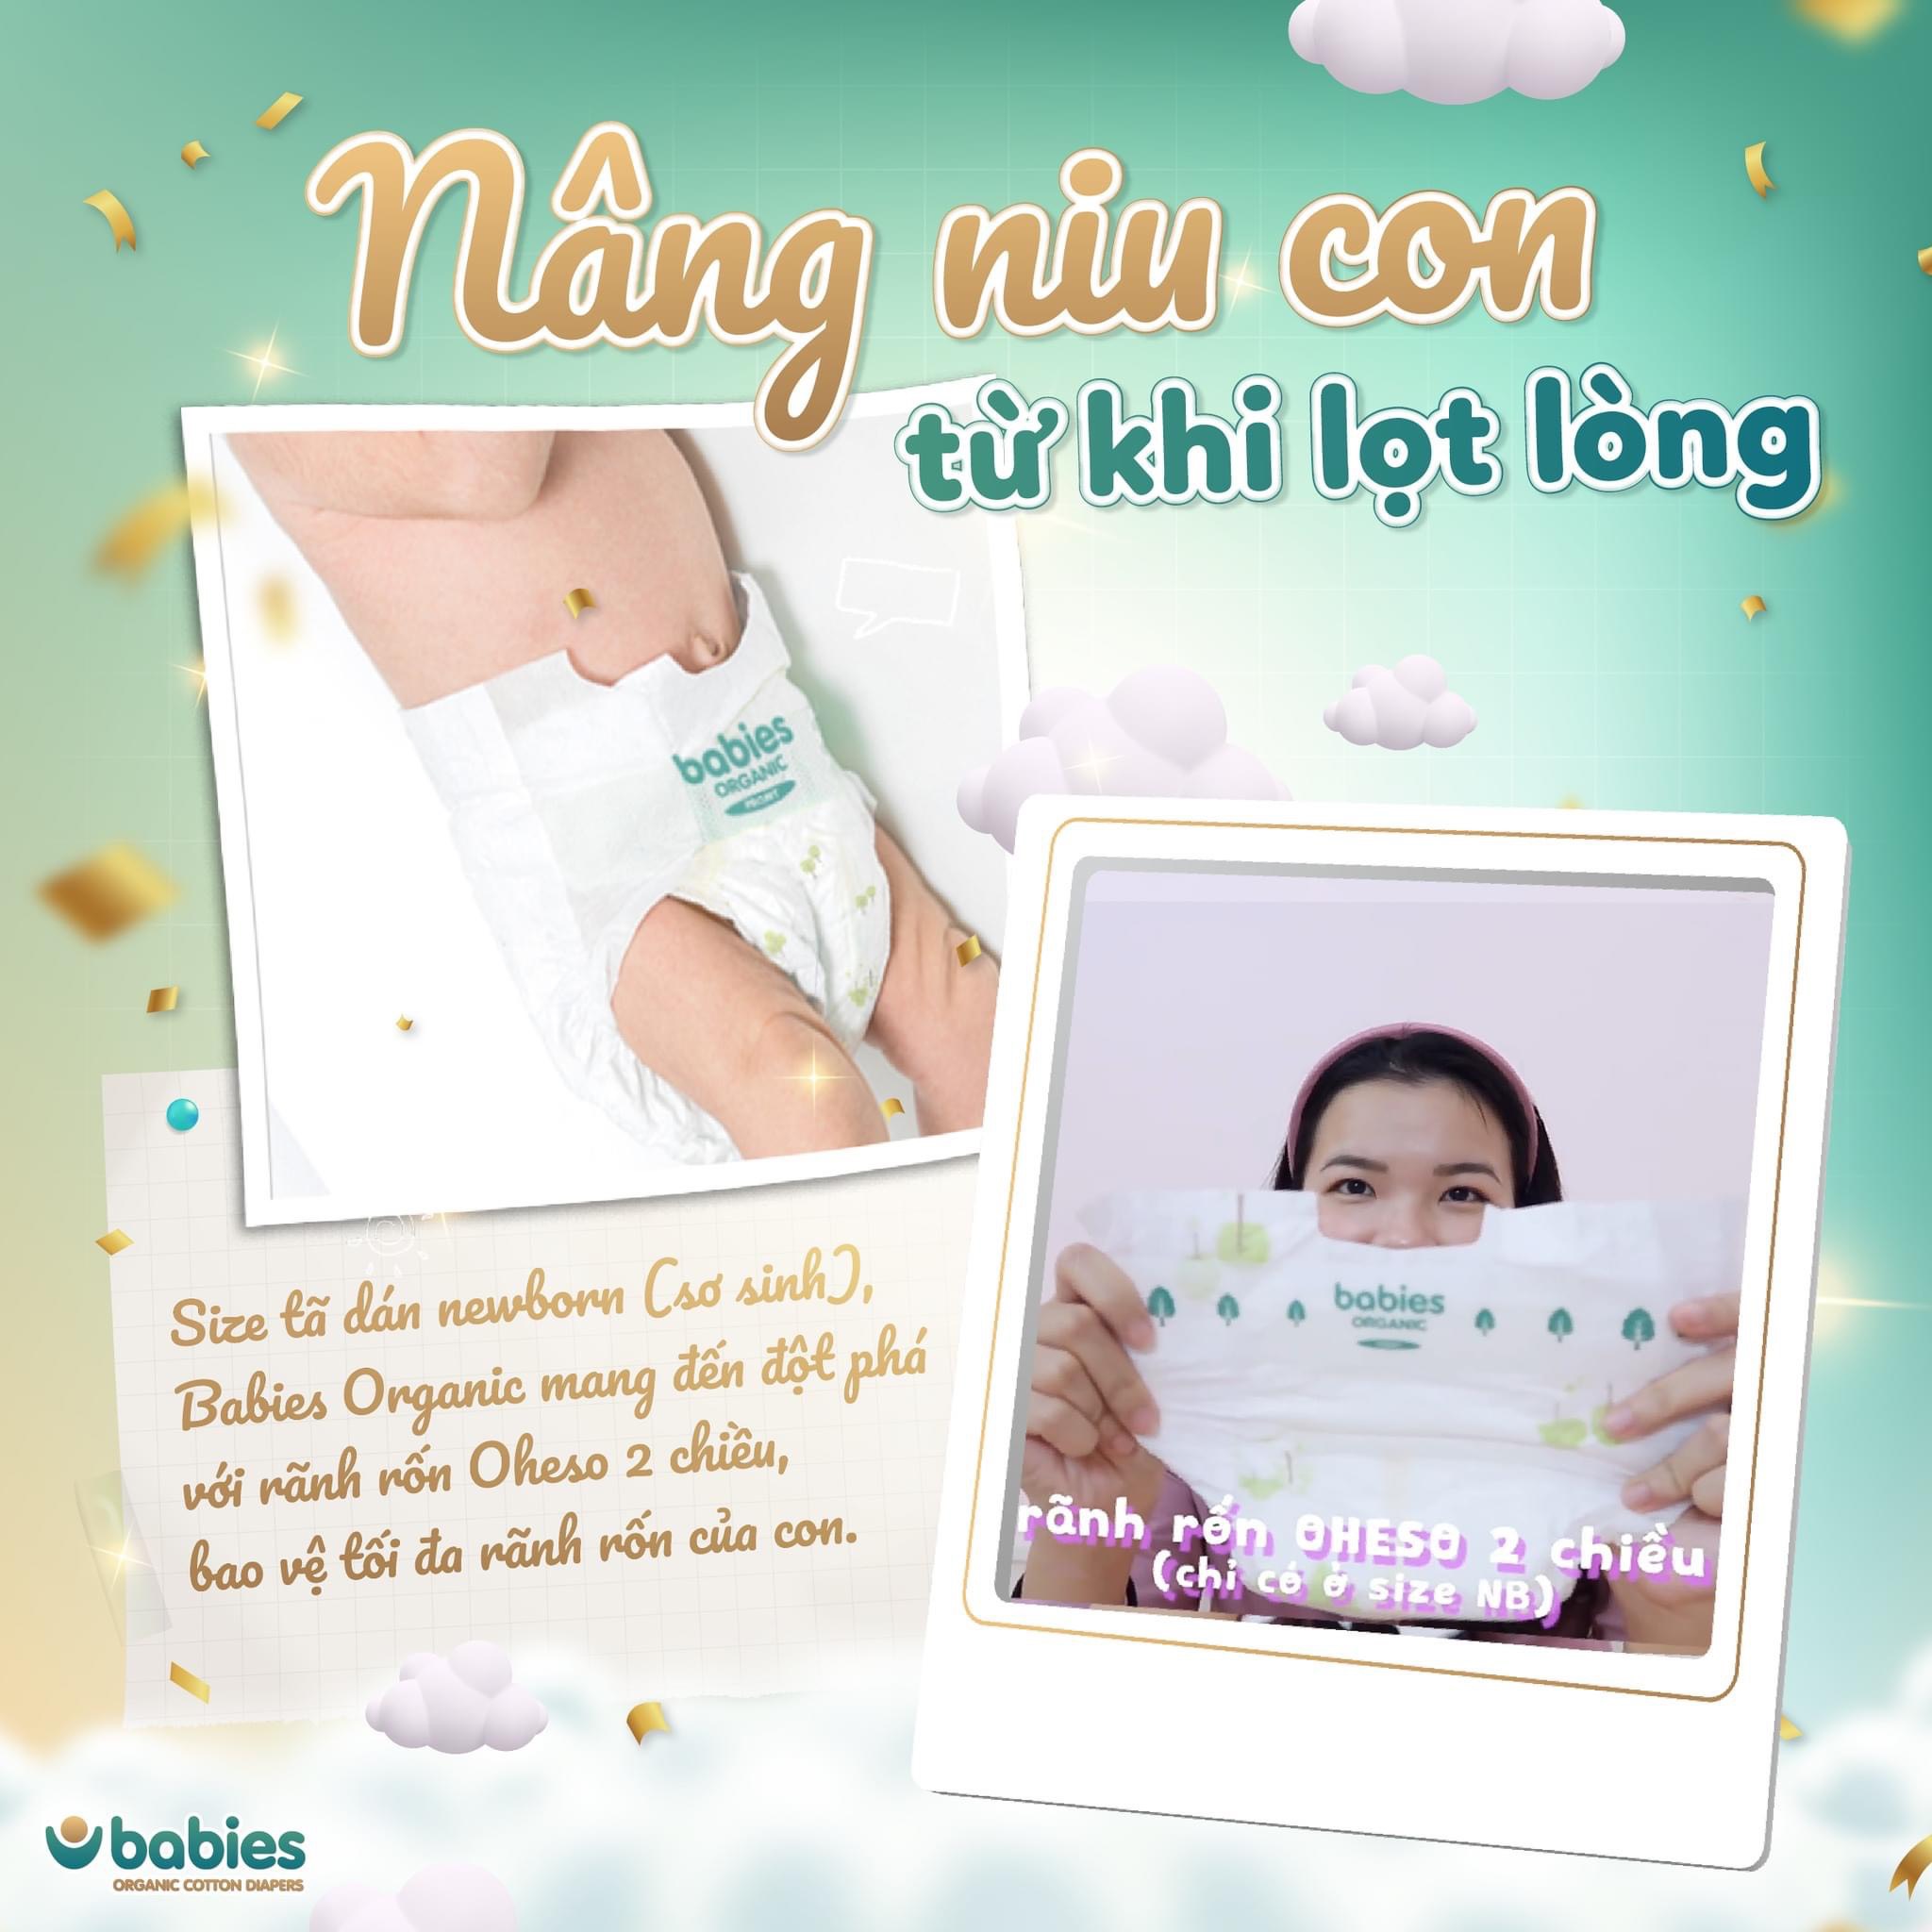 Nâng niu con
từ khi lọt lòng
babies
ORGANIC
FRONT
Size tã dán newborn (sơ sinh),
Babies Organic mang đến đột phá
với rãnh rốn Oheso 2 chiều,
bao vệ tối đa rãnh rốn của con.
babies
ORGANIC
rãnh rốn OHESO 2 chiều
(chỉ có ở size NB)
babies
ORGANIC COTTON DIAPERS